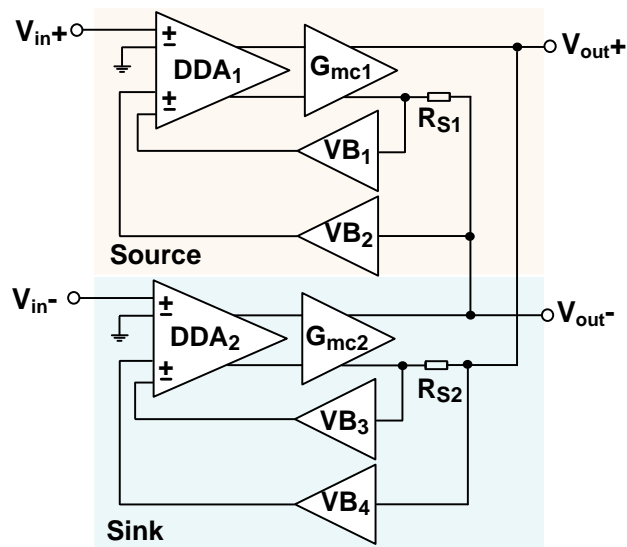 Vin+
±
±
DDA1
Gmc1
Vout+
RS1
VB1
VB2
Source
Vin-
±
±
DDA2
Gmc2
Vout-
RS2
VB3
VB4
Sink